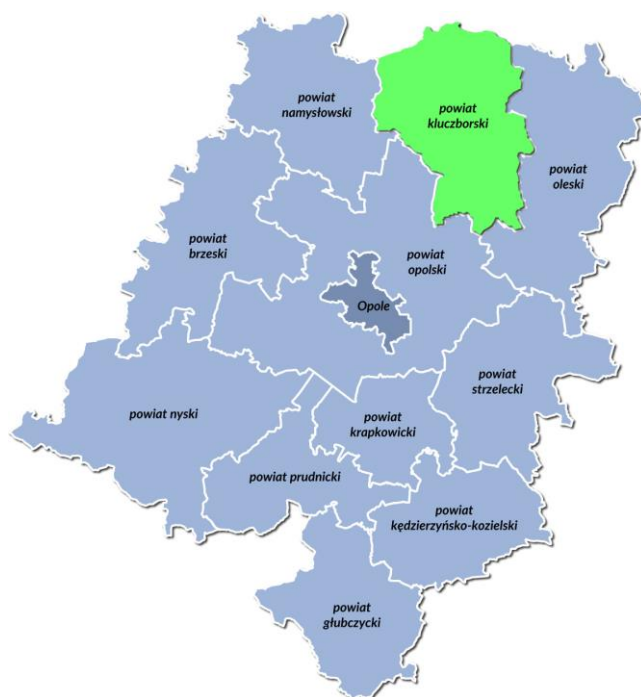 powiat
namysłowski
powiat
kluczborski
powiat
oleski
powiat
brzeski
powiat
opolski
Opole
powiat
strzelecki
powiat nyski
powiat
krapkowicki
powiat prudnicki
powiat
kędzierzyńsko-kozielski
powiat
głubczycki